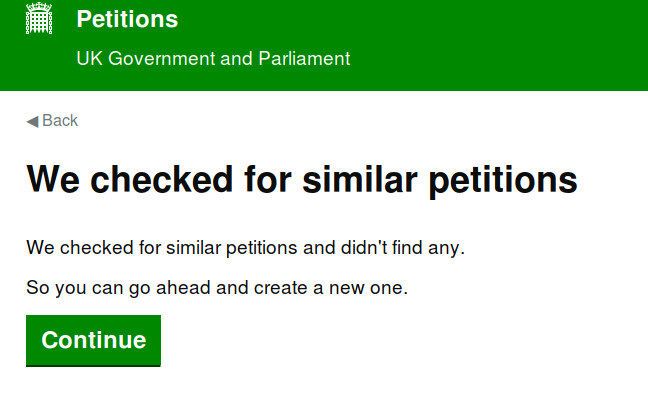 Petitions
UK Government and Parliament
◀ Back
We checked for similar petitions
We checked for similar petitions and didn't find any.
So you can go ahead and create a new one.
Continue